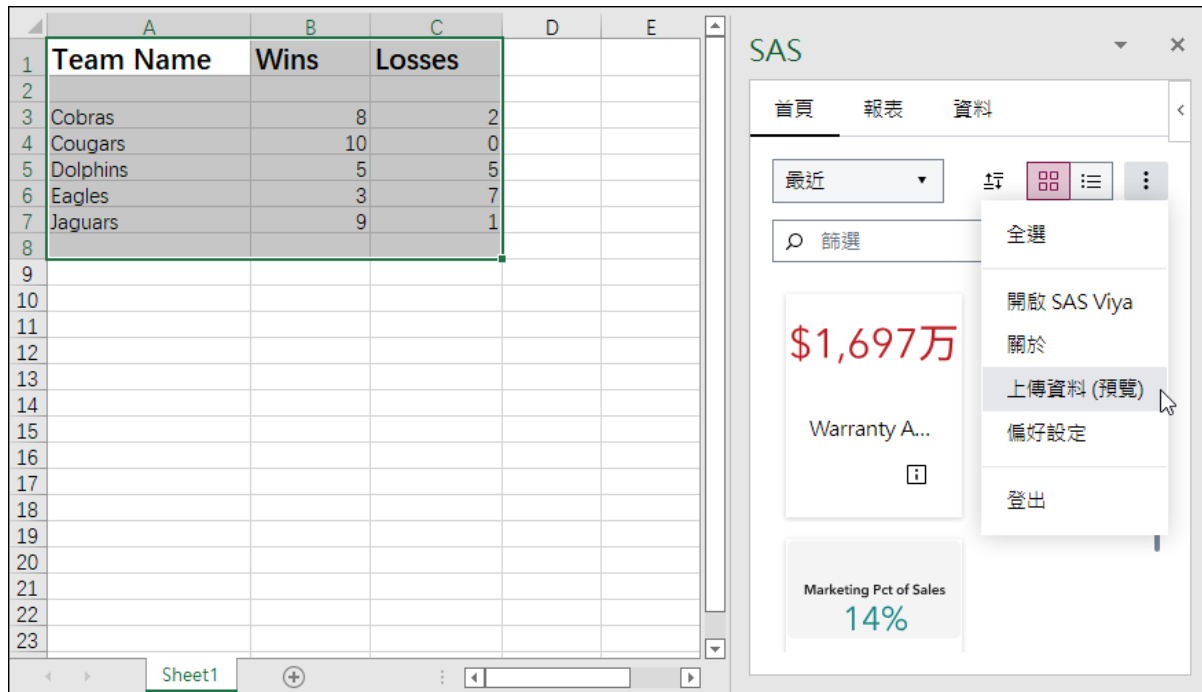 A B C D E
1 Team Name Wins Losses
2
3 Cobras 8 2
4 Cougars 10 0
5 Dolphins 5 5
6 Eagles 3 7
7 Jaguars 9 1
8
9
10
11
12
13
14
15
16
17
18
19
20
21
22
23
Sheet1
SAS
首頁 報表 資料
最近
篩選
全選
開啟 SAS Viya
關於
上傳資料 (預覽)
偏好設定
登出
$1,697万
Warranty A...
Marketing Pct of Sales
14%